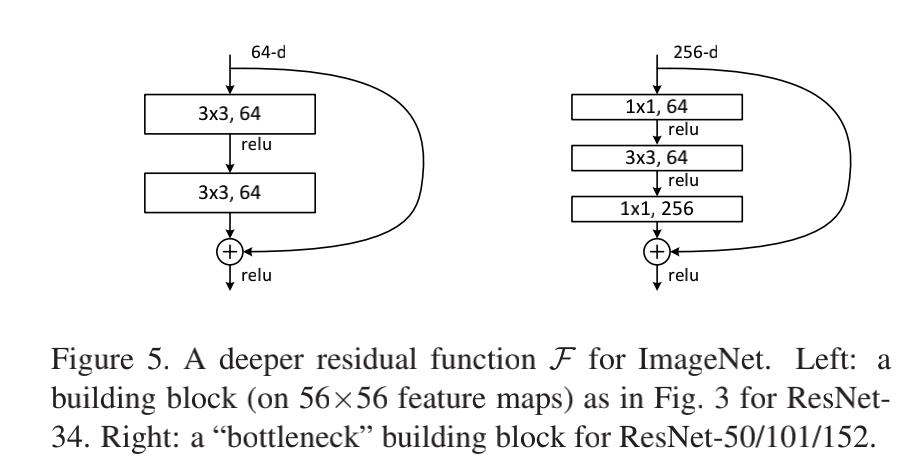 64-d
3x3, 64
relu
3x3, 64
+
relu
256-d
1x1, 64
relu
3x3, 64
relu
1x1, 256
+
relu
Figure 5. A deeper residual function ℱ for ImageNet. Left: a
building block (on 56×56 feature maps) as in Fig. 3 for ResNet-
34. Right: a “bottleneck” building block for ResNet-50/101/152.